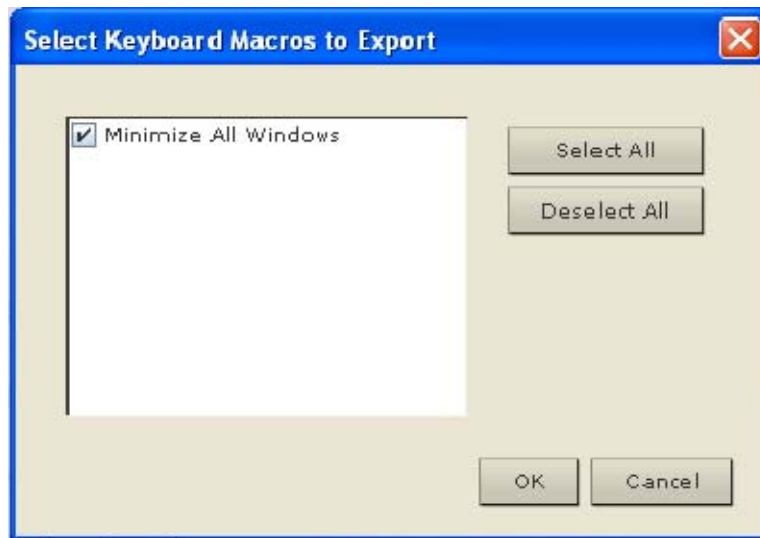 Select Keyboard Macros to Export
Minimize All Windows
Select All
Deselect All
OK
Cancel